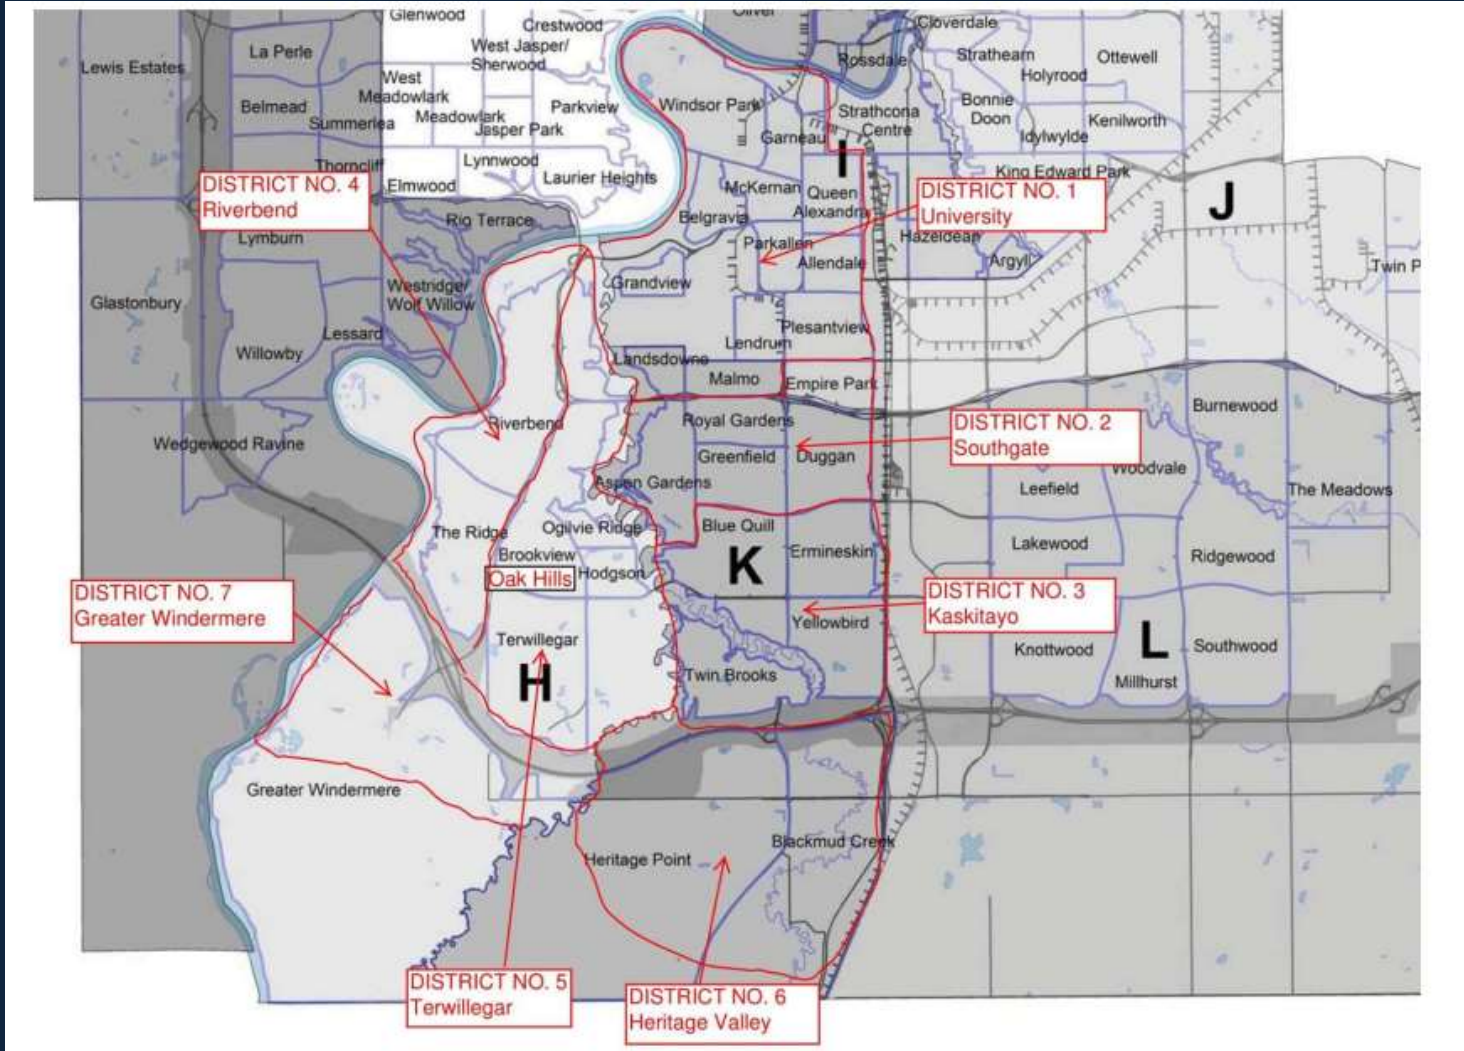 Glenwood
Crestwood
Oliver
Cloverdale
La Perle
West Jasper/
Sherwood
Lewis Estates
Rossdale
Strathearn
Ottewell
Holyrood
West
Meadowlark
Belmead
Parkview
Windsor Park
Bonnie
Doon
Strathcona
Centre
Meadowlark
Summerlea
Jasper Park
Kenilworth
Garneau
Idylwylde
I
Lynnwood
Thorncliff
Laurier Heights
King Edward Park
DISTRICT NO. 4
Riverbend
Elmwood
McKernan
Queen
Alexandra
DISTRICT NO. 1
University
J
Rio Terrace
Belgravia
Lymburn
Parkallen
Hazeldean
Allendale
Argyll
Twin P
Westridge/
Wolf Willow
Grandview
Glastonbury
Lessard
Plesantview
Lendrum
Willowby
Landsdowne
Malmo
Empire Park
Burnewood
Riverbend
Royal Gardens
DISTRICT NO. 2
Southgate
Wedgewood Ravine
Greenfield
Duggan
Woodvale
Aspen Gardens
Leefield
The Meadows
The Ridge
Ogilvie Ridge
Blue Quill
Lakewood
Brookview
Ermineskin
Ridgewood
K
Oak Hills
Hodgson
DISTRICT NO. 7
Greater Windermere
DISTRICT NO. 3
Kaskitayo
Yellowbird
Terwillegar
Knottwood
L
Southwood
H
Twin Brooks
Millhurst
Greater Windermere
Blackmud Creek
Heritage Point
DISTRICT NO. 5
Terwillegar
DISTRICT NO. 6
Heritage Valley